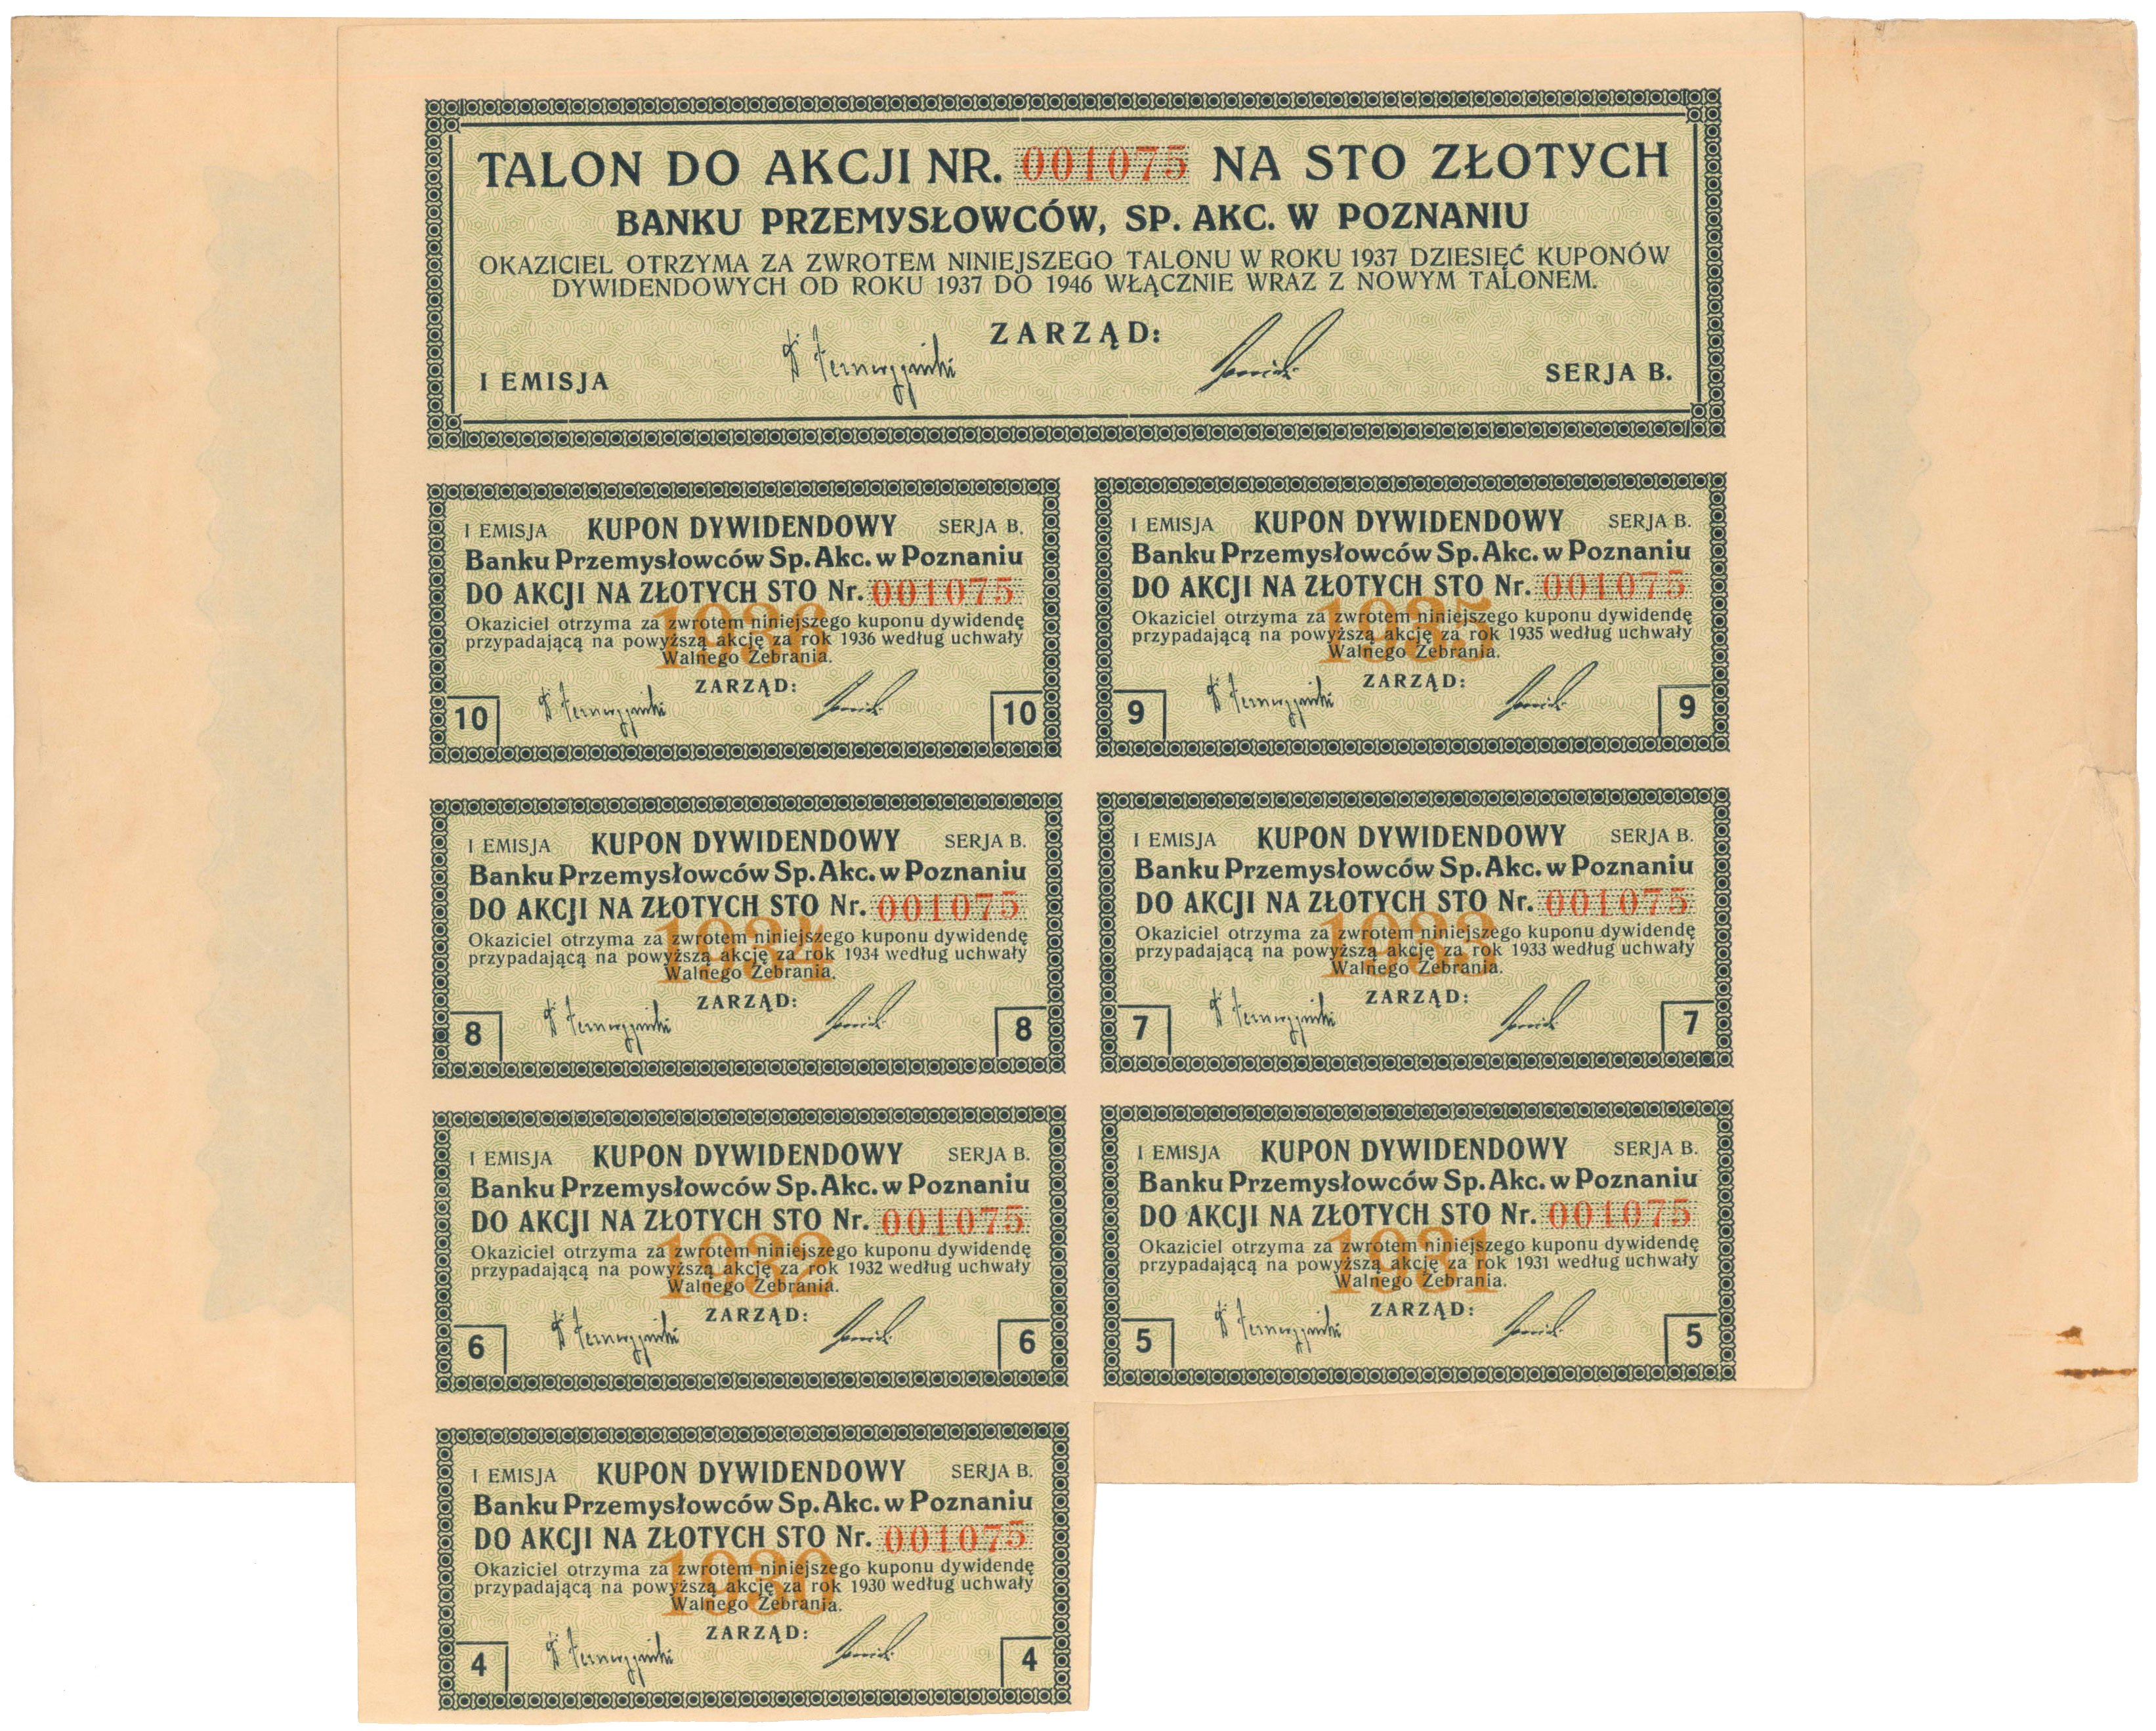 TALON DO AKCJI NR. 001075 NA STO ZŁOTYCH
BANKU PRZEMYSŁOWCÓW, SP. AKC. W POZNANIU
OKAZICIEL OTRZYMA ZA ZWROTEM NINIEJSZEGO TALONU W ROKU 1937 DZIESIĘĆ KUPONÓW
DYWIDENDOWYCH OD ROKU 1937 DO 1946 WŁĄCZNIE WRAZ Z NOWYM TALONEM.
ZARZĄD:
I EMISJA
SERJA B.
I EMISJA KUPON DYWIDENDOWY SERJA B.
Banku Przemysłowców Sp. Akc. w Poznaniu
DO AKCJI NA ZŁOTYCH STO Nr. 001075
1936
Okaziciel otrzyma za zwrotem niniejszego kuponu dywidendę
przypadającą na powyższą akcję za rok 1936 według uchwały
Walnego Zebrania.
ZARZĄD:
10 10
I EMISJA KUPON DYWIDENDOWY SERJA B.
Banku Przemysłowców Sp. Akc. w Poznaniu
DO AKCJI NA ZŁOTYCH STO Nr. 001075
1935
Okaziciel otrzyma za zwrotem niniejszego kuponu dywidendę
przypadającą na powyższą akcję za rok 1935 według uchwały
Walnego Zebrania.
ZARZĄD:
9 9
I EMISJA KUPON DYWIDENDOWY SERJA B.
Banku Przemysłowców Sp. Akc. w Poznaniu
DO AKCJI NA ZŁOTYCH STO Nr. 001075
1934
Okaziciel otrzyma za zwrotem niniejszego kuponu dywidendę
przypadającą na powyższą akcję za rok 1934 według uchwały
Walnego Zebrania.
ZARZĄD:
8 8
I EMISJA KUPON DYWIDENDOWY SERJA B.
Banku Przemysłowców Sp. Akc. w Poznaniu
DO AKCJI NA ZŁOTYCH STO Nr. 001075
1933
Okaziciel otrzyma za zwrotem niniejszego kuponu dywidendę
przypadającą na powyższą akcję za rok 1933 według uchwały
Walnego Zebrania.
ZARZĄD:
7 7
I EMISJA KUPON DYWIDENDOWY SERJA B.
Banku Przemysłowców Sp. Akc. w Poznaniu
DO AKCJI NA ZŁOTYCH STO Nr. 001075
1932
Okaziciel otrzyma za zwrotem niniejszego kuponu dywidendę
przypadającą na powyższą akcję za rok 1932 według uchwały
Walnego Zebrania.
ZARZĄD:
6 6
I EMISJA KUPON DYWIDENDOWY SERJA B.
Banku Przemysłowców Sp. Akc. w Poznaniu
DO AKCJI NA ZŁOTYCH STO Nr. 001075
1931
Okaziciel otrzyma za zwrotem niniejszego kuponu dywidendę
przypadającą na powyższą akcję za rok 1931 według uchwały
Walnego Zebrania.
ZARZĄD:
5 5
I EMISJA KUPON DYWIDENDOWY SERJA B.
Banku Przemysłowców Sp. Akc. w Poznaniu
DO AKCJI NA ZŁOTYCH STO Nr. 001075
1930
Okaziciel otrzyma za zwrotem niniejszego kuponu dywidendę
przypadającą na powyższą akcję za rok 1930 według uchwały
Walnego Zebrania.
ZARZĄD:
4 4